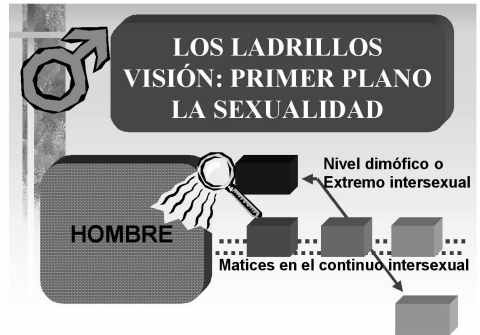 LOS LADRILLOS
VISIÓN: PRIMER PLANO
LA SEXUALIDAD
Nivel dimófico o
Extremo intersexual
HOMBRE
Matices en el continuo intersexual